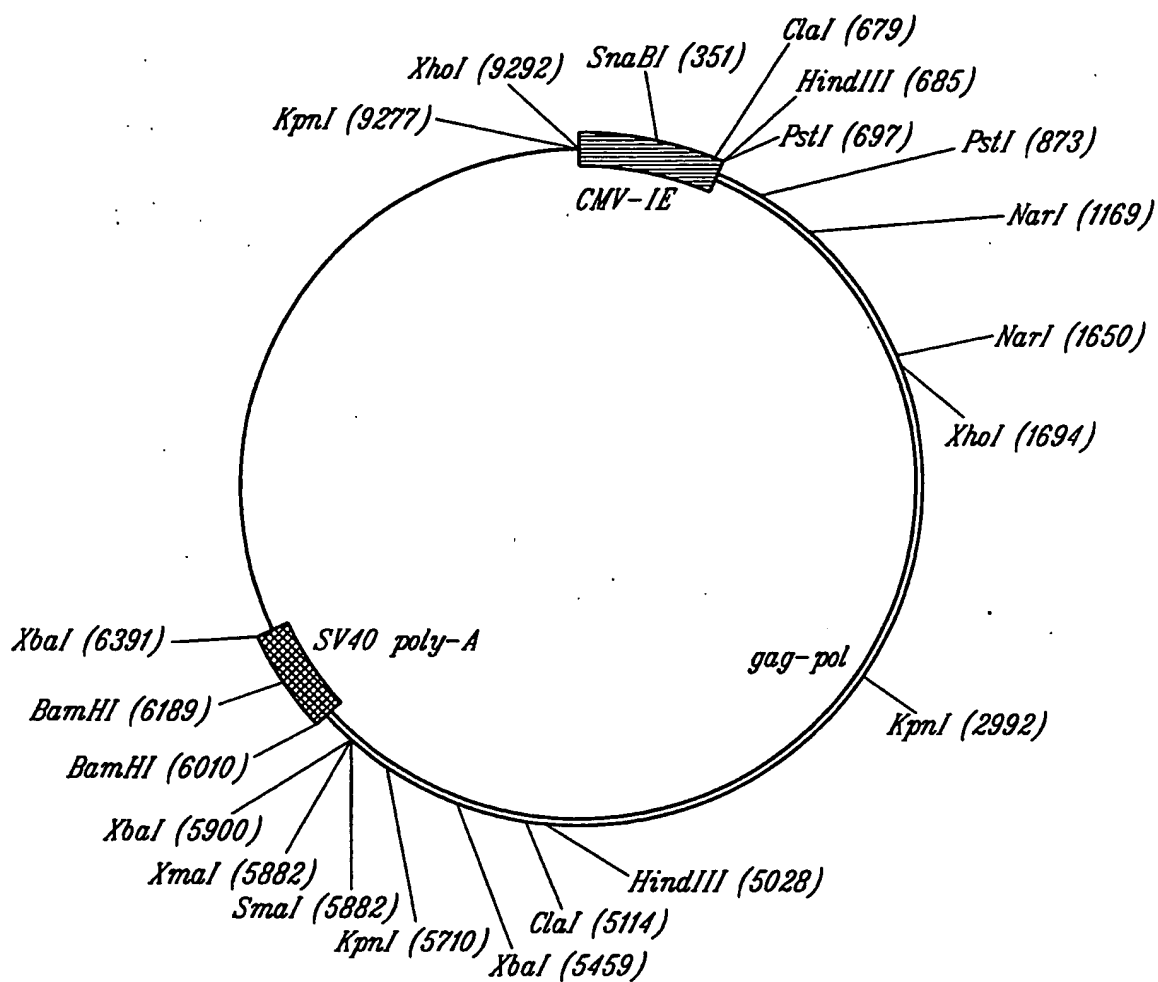 ClaI (679)
SnaBI (351)
XhoI (9292)
HindIII (685)
KpnI (9277)
PstI (697)
PstI (873)
CMV-IE
NarI (1169)
NarI (1650)
XhoI (1694)
XbaI (6391)
SV40 poly-A
gag-pol
BamHI (6189)
KpnI (2992)
BamHI (6010)
XbaI (5900)
XmaI (5882)
HindIII (5028)
SmaI (5882)
ClaI (5114)
KpnI (5710)
XbaI (5459)